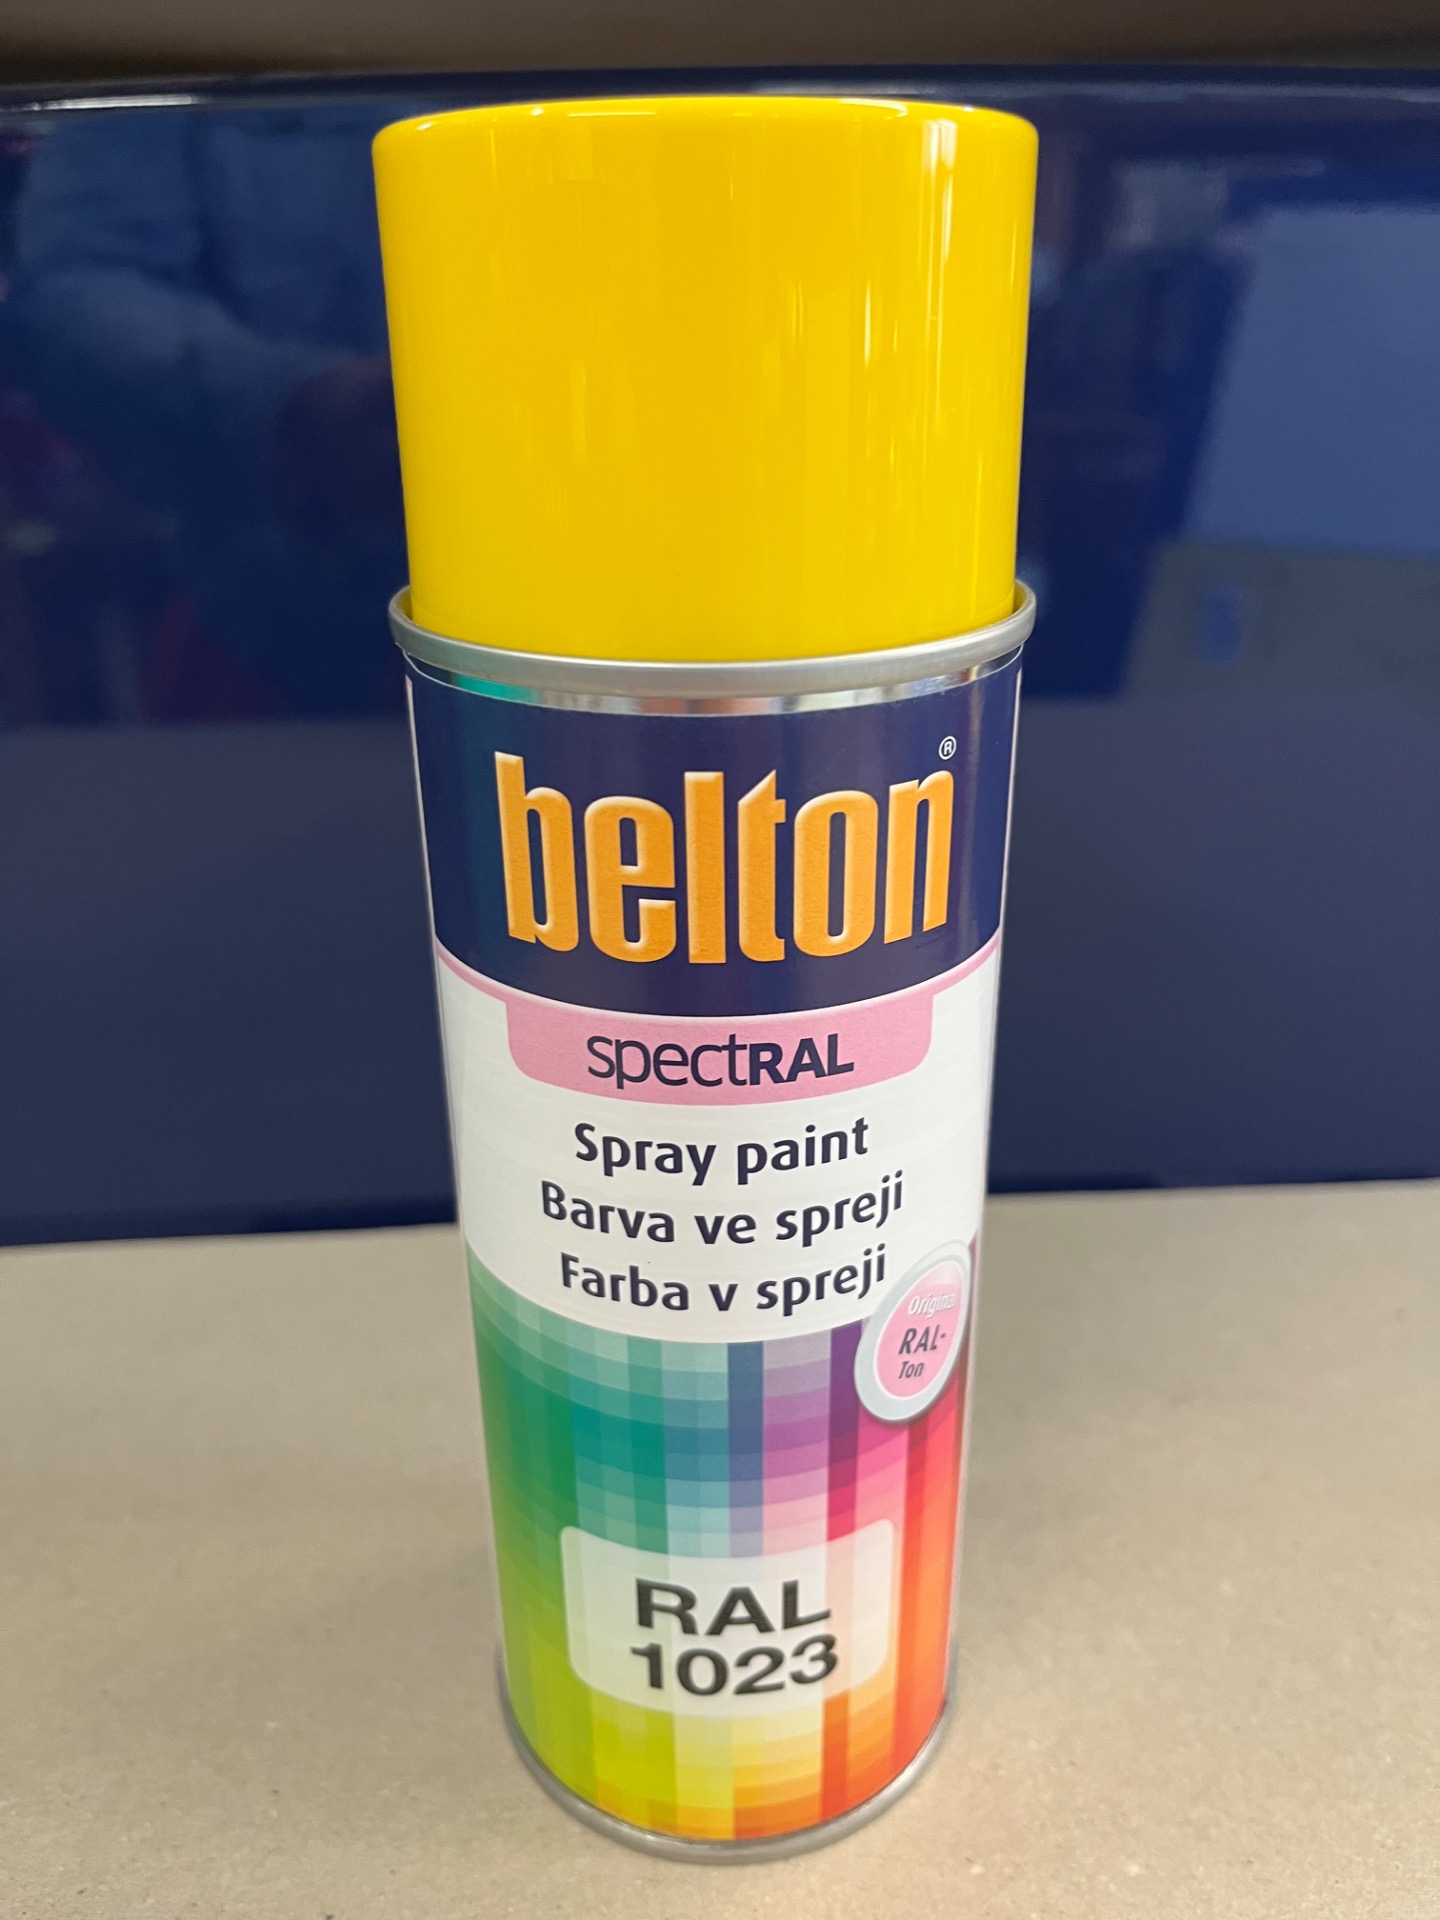 belton®
spectRAL
Spray paint
Barva ve spreji
Farba v spreji
Original
RAL-
Ton
RAL
1023